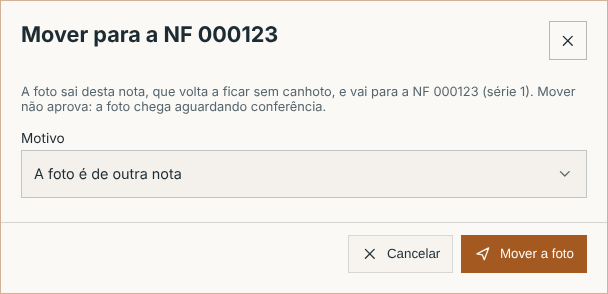 Mover para a NF 000123
A foto sai desta nota, que volta a ficar sem canhoto, e vai para a NF 000123 (série 1). Mover
não aprova: a foto chega aguardando conferência.
Motivo
A foto é de outra nota
Cancelar
Mover a foto